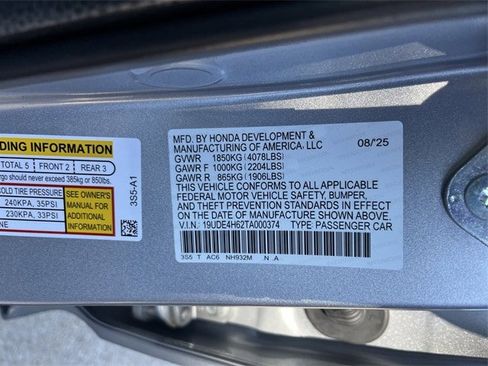 DING INFORMATION
TOTAL 5 FRONT 2 REAR 3
ever exceed 385kg or 850lbs.
OLD TIRE PRESSURE
240KPA, 35PSI
230KPA, 33PSI
SEE OWNER'S
MANUAL FOR
ADDITIONAL
INFORMATION
3S5-A1
MFD. BY HONDA DEVELOPMENT & 08/'25
MANUFACTURING OF AMERICA, LLC
GVWR 1850KG(4078LBS)
GAWR F 1000KG(2204LBS)
GAWR R 865KG(1906LBS)
THIS VEHICLE CONFORMS TO ALL APPLICABLE
FEDERAL MOTOR VEHICLE SAFETY, BUMPER,
AND THEFT PREVENTION STANDARDS IN EFFECT
ON THE DATE OF MANUFACTURE SHOWN ABOVE.
V.I.N: 19UDE4H62TA000374 TYPE:PASSENGER CAR
3S5 T AC6 NH932M N A